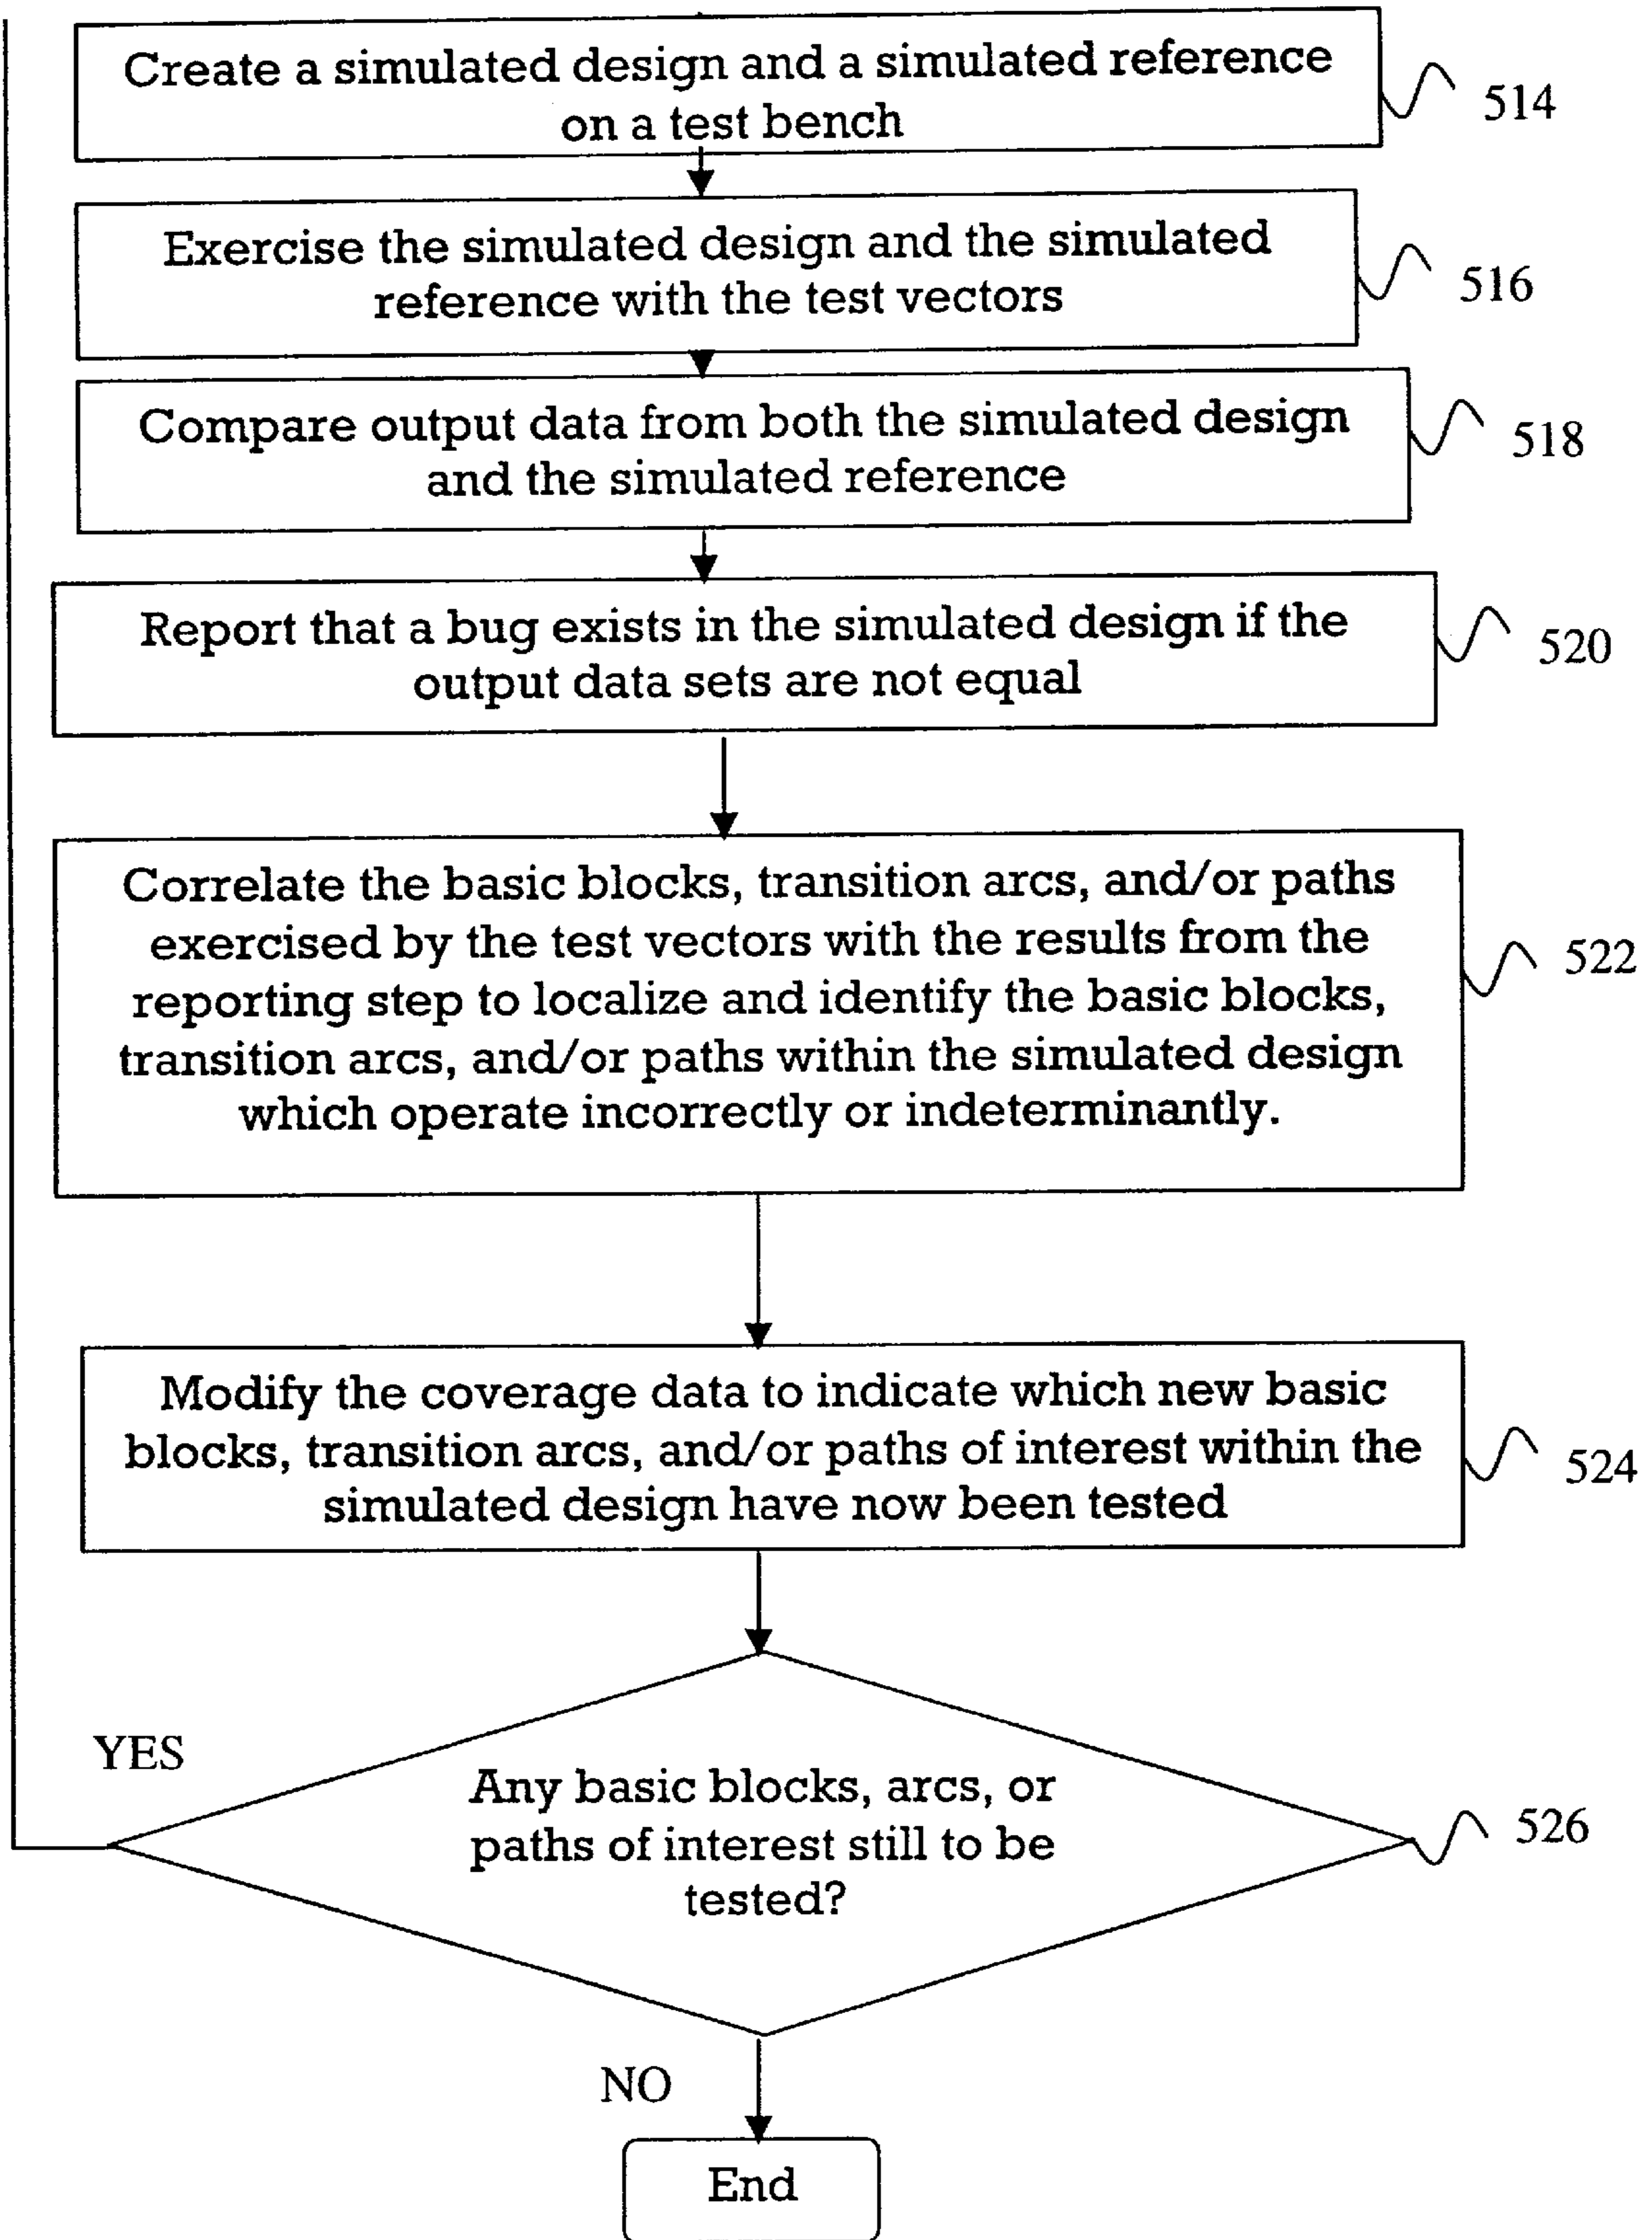 Create a simulated design and a simulated reference
on a test bench
514
Exercise the simulated design and the simulated
reference with the test vectors
516
Compare output data from both the simulated design
and the simulated reference
518
Report that a bug exists in the simulated design if the
output data sets are not equal
520
Correlate the basic blocks, transition arcs, and/or paths
exercised by the test vectors with the results from the
reporting step to localize and identify the basic blocks,
transition arcs, and/or paths within the simulated design
which operate incorrectly or indeterminantly.
522
Modify the coverage data to indicate which new basic
blocks, transition arcs, and/or paths of interest within the
simulated design have now been tested
524
YES
Any basic blocks, arcs, or
paths of interest still to be
tested?
526
NO
End